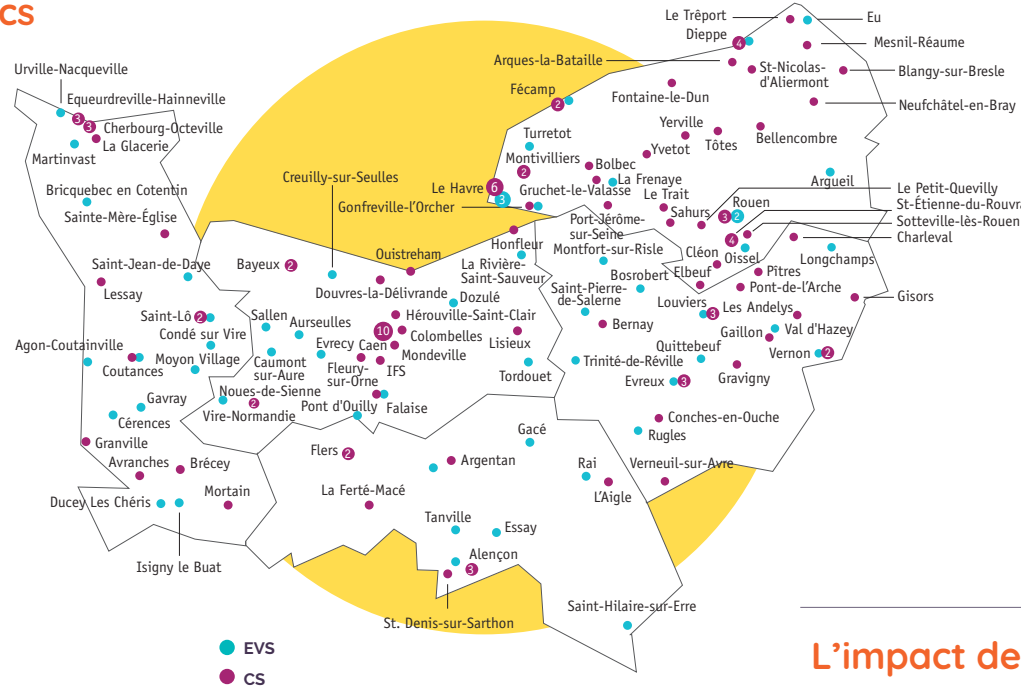 CS
Le Tréport
Eu
Dieppe
4
Mesnil-Réaume
Arques-la-Bataille
St-Nicolas-
d'Aliermont
Blangy-sur-Bresle
Urville-Nacqueville
Fécamp
2
Fontaine-le-Dun
Neufchâtel-en-Bray
Equeurdreville-Hainneville
3
3
Cherbourg-Octeville
La Glacerie
Martinvast
Turretot
Yerville
Yvetot
Tôtes
Bellencombre
Montivilliers
2
Bolbec
La Frenaye
Argueil
Creuilly-sur-Seulles
Le Havre
6
3
Gruchet-le-Valasse
Le Trait
Rouen
3
2
Le Petit-Quevilly
Bricquebec en Cotentin
Gonfreville-l'Orcher
Port-Jérôme-
sur-Seine
Sahurs
St-Étienne-du-Rouvra
Sainte-Mère-Église
Sotteville-lès-Rouen
4
Charleval
Honfleur
Montfort-sur-Risle
Cléon
Oissel
Longchamps
Saint-Jean-de-Daye
Bayeux
2
Ouistreham
La Rivière-
Saint-Sauveur
Bosrobert
Elbeuf
Pîtres
Lessay
Douvres-la-Délivrande
Dozulé
Saint-Pierre-
de-Salerne
Pont-de-l'Arche
Gisors
Saint-Lô
2
Sallen
Hérouville-Saint-Clair
Louviers
3
Les Andelys
Condé sur Vire
Aurseulles
10
Colombelles
Bernay
Gaillon
Val d'Hazey
Agon-Coutainville
Evrecy
Caen
Mondeville
Lisieux
Quittebeuf
Vernon
2
Coutances
Moyon Village
Caumont
sur-Aure
Fleury-
sur-Orne
IFS
Tordouet
Trinité-de-Réville
Gravigny
Gavray
Noues-de-Sienne
2
Evreux
3
Cérences
Vire-Normandie
Pont d'Ouilly
Falaise
Conches-en-Ouche
Granville
Gacé
Rugles
Avranches
Brécey
Flers
2
Argentan
Rai
Verneuil-sur-Avre
Mortain
La Ferté-Macé
L'Aigle
Ducey Les Chéris
Tanville
Essay
Isigny le Buat
Alençon
3
St. Denis-sur-Sarthon
Saint-Hilaire-sur-Erre
EVS
CS
L'impact de